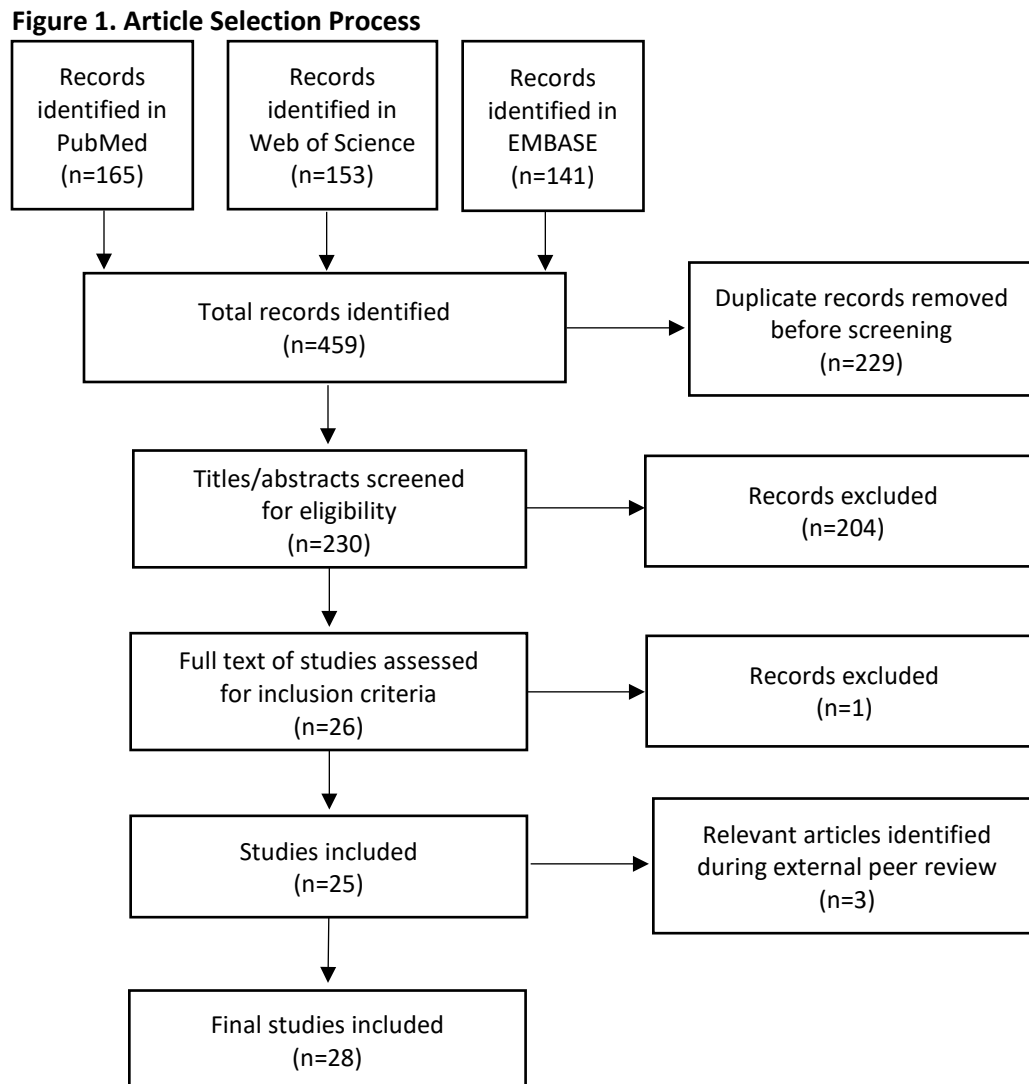 Figure 1. Article Selection Process
Records
identified in
PubMed
(n=165)
Records
identified in
Web of Science
(n=153)
Records
identified in
EMBASE
(n=141)
Total records identified
(n=459)
Duplicate records removed
before screening
(n=229)
Titles/abstracts screened
for eligibility
(n=230)
Records excluded
(n=204)
Full text of studies assessed
for inclusion criteria
(n=26)
Records excluded
(n=1)
Studies included
(n=25)
Relevant articles identified
during external peer review
(n=3)
Final studies included
(n=28)